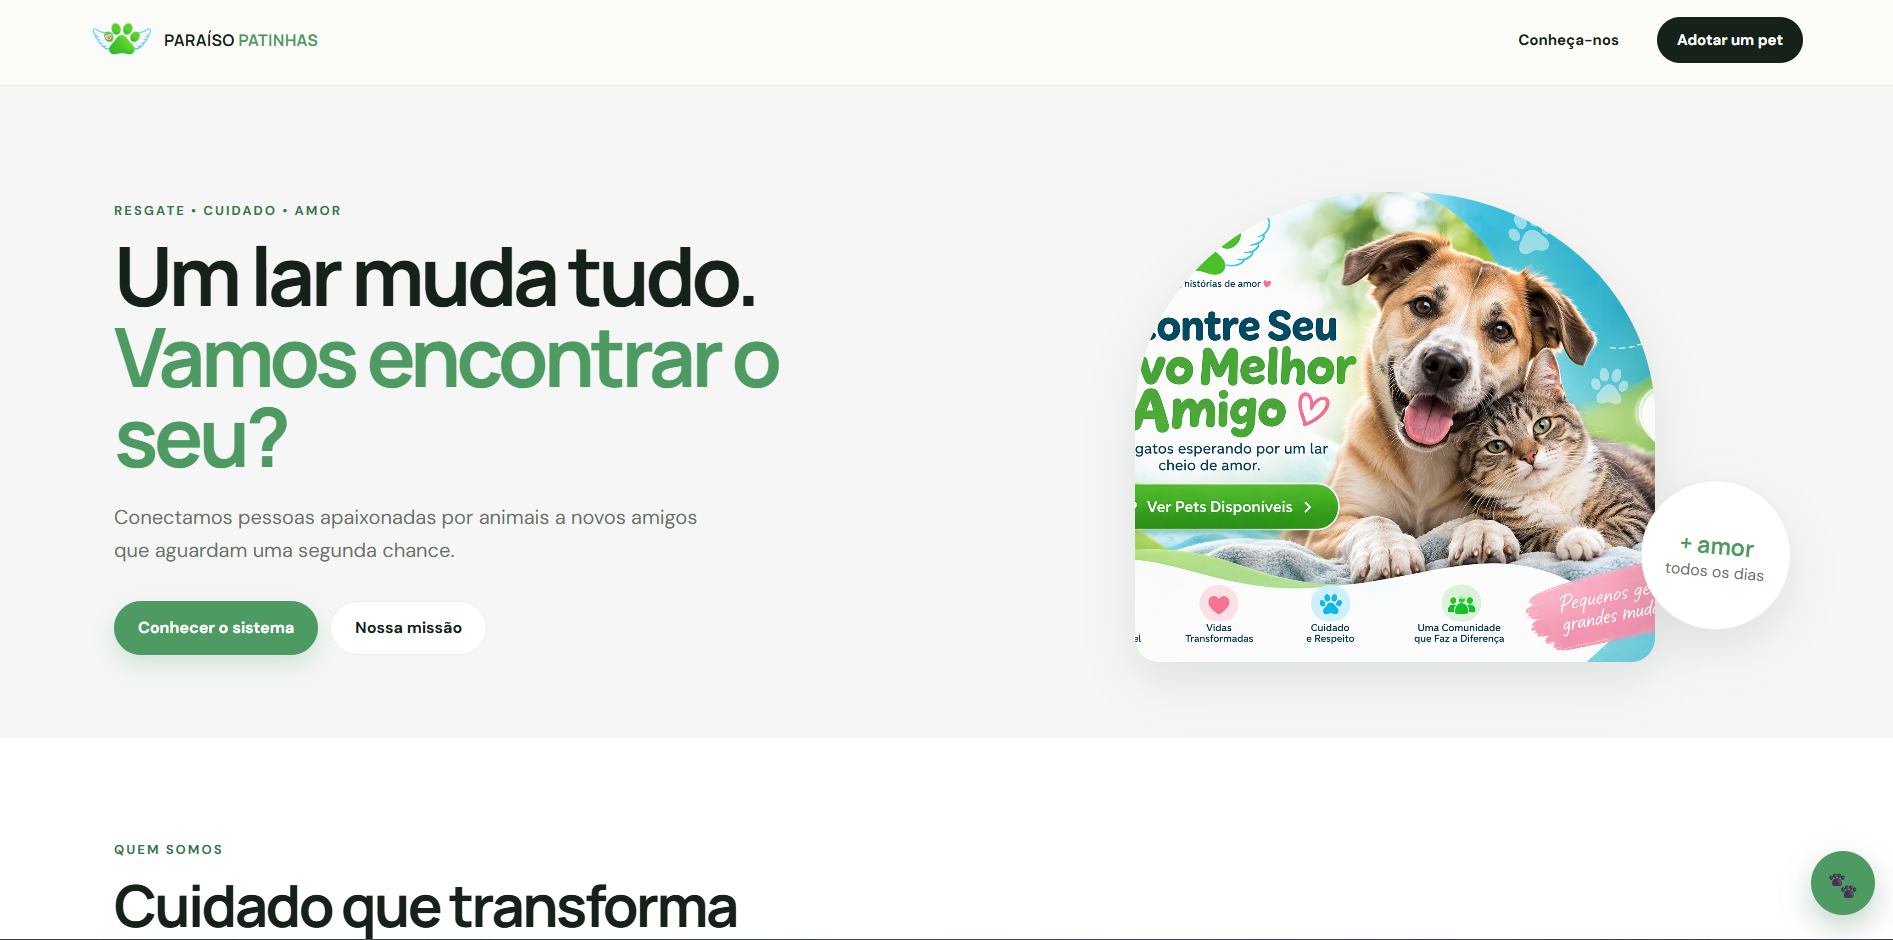 PARAÍSO PATINHAS
Conheça-nos
Adotar um pet
RESGATE • CUIDADO • AMOR
Um lar muda tudo.
Vamos encontrar o
seu?
Conectamos pessoas apaixonadas por animais a novos amigos
que aguardam uma segunda chance.
Conhecer o sistema
Nossa missão
histórias de amor
contre Seu
vo Melhor
Amigo
gatos esperando por um lar
cheio de amor.
Ver Pets Disponíveis
el
Vidas
Transformadas
Cuidado
e Respeito
Uma Comunidade
que Faz a Diferença
Pequenos ge
grandes mud
+ amor
todos os dias
QUEM SOMOS
Cuidado que transforma